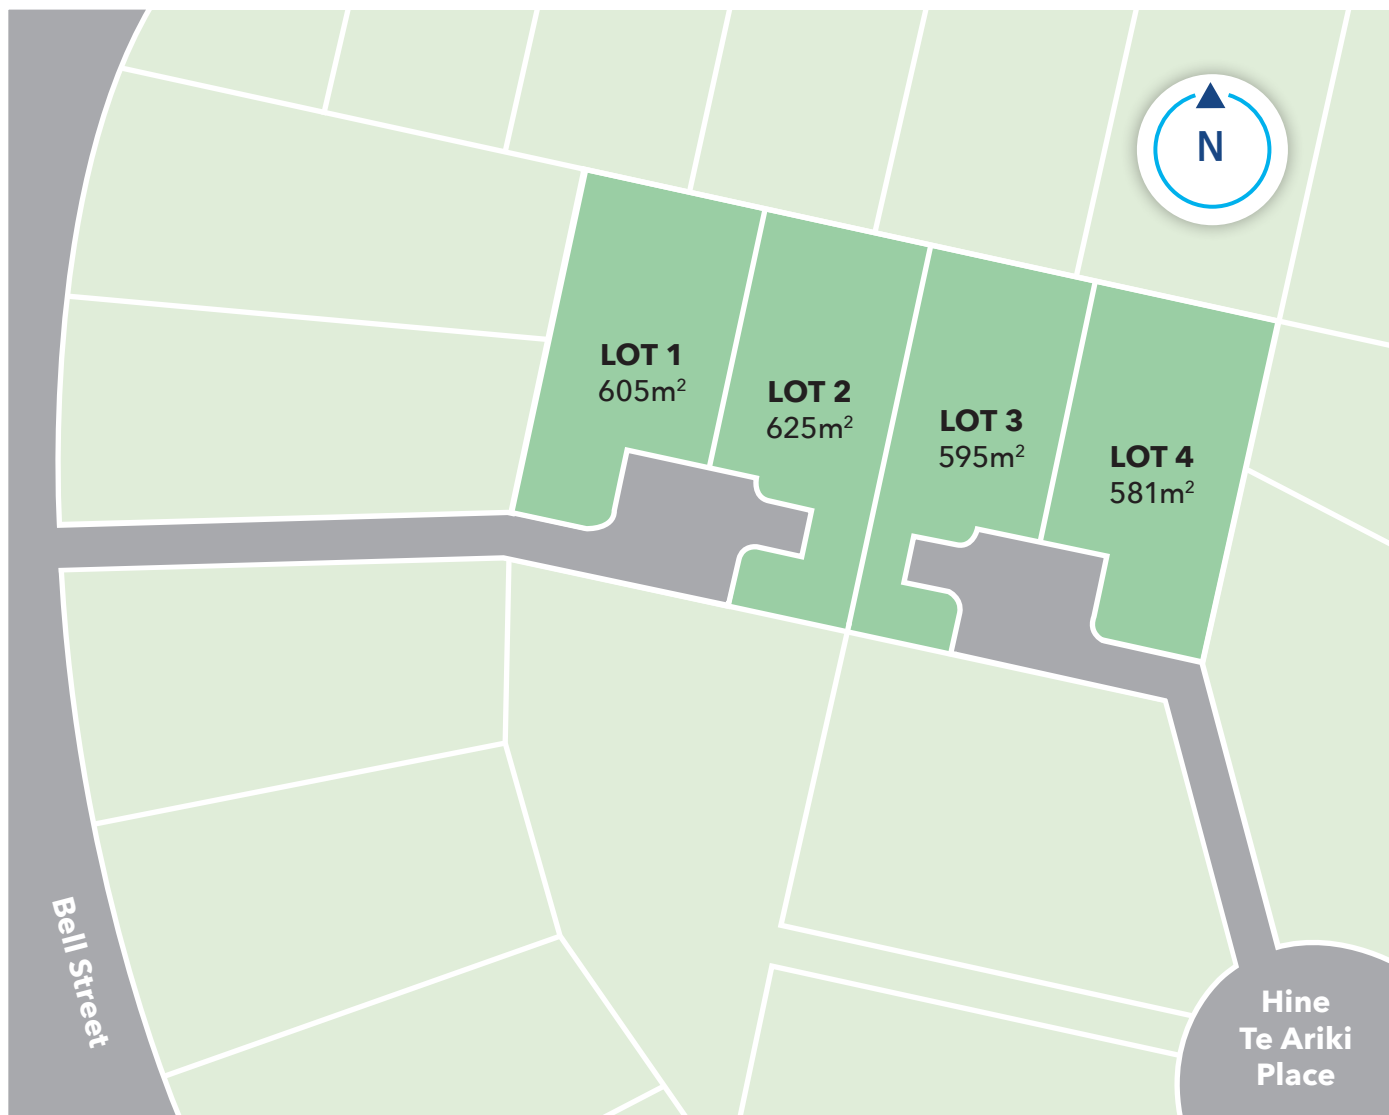 N
LOT 1
605m²
LOT 2
625m²
LOT 3
595m²
LOT 4
581m²
Bell Street
Hine
Te Ariki
Place